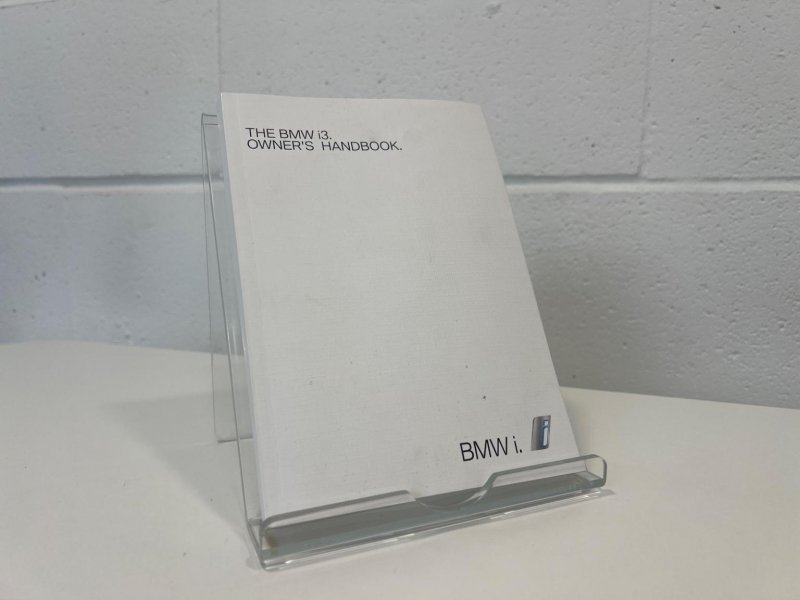 THE BMW i3.
OWNER'S HANDBOOK.
BMW i.
i